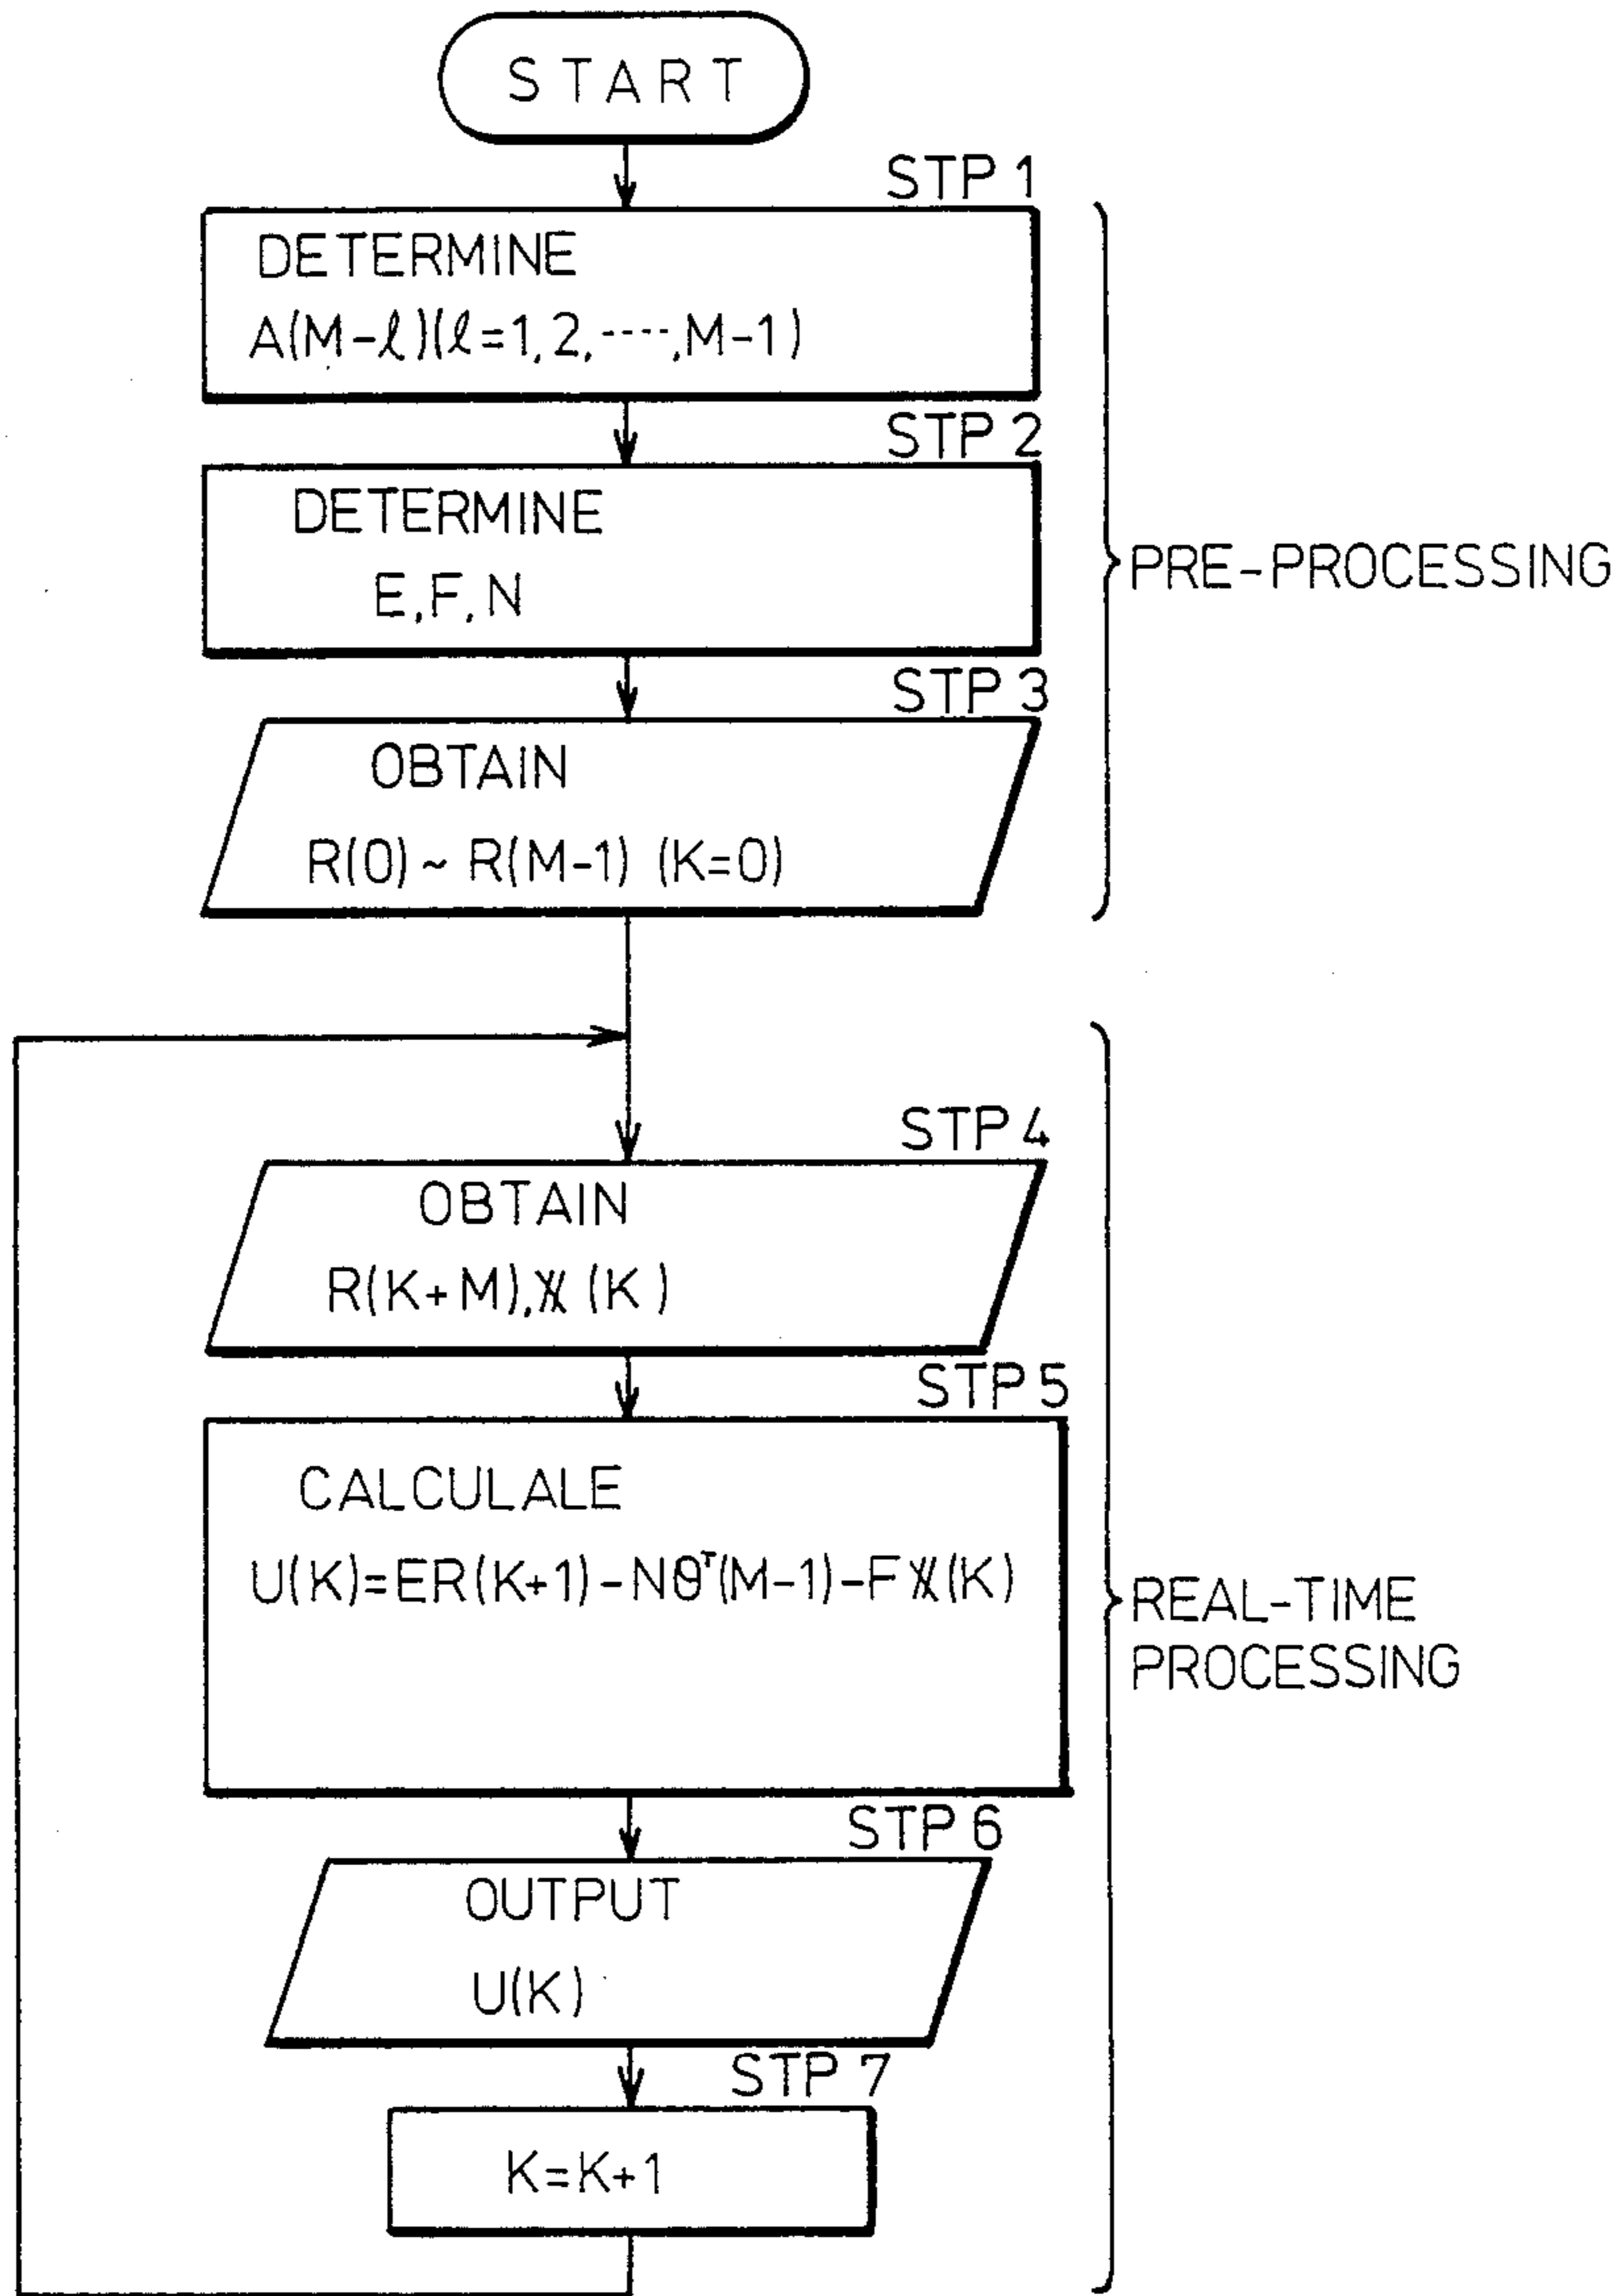 START
STP 1
DETERMINE
A(M-ℓ)(ℓ=1,2,----,M-1)
STP 2
DETERMINE
E,F,N
PRE-PROCESSING
STP 3
OBTAIN
R(0)~R(M-1) (K=0)
STP 4
OBTAIN
R(K+M),𝕏(K)
STP 5
CALCULALE
U(K)=ER(K+1)-Nθᵀ(M-1)-F𝕏(K)
REAL-TIME
PROCESSING
STP 6
OUTPUT
U(K)
STP 7
K=K+1